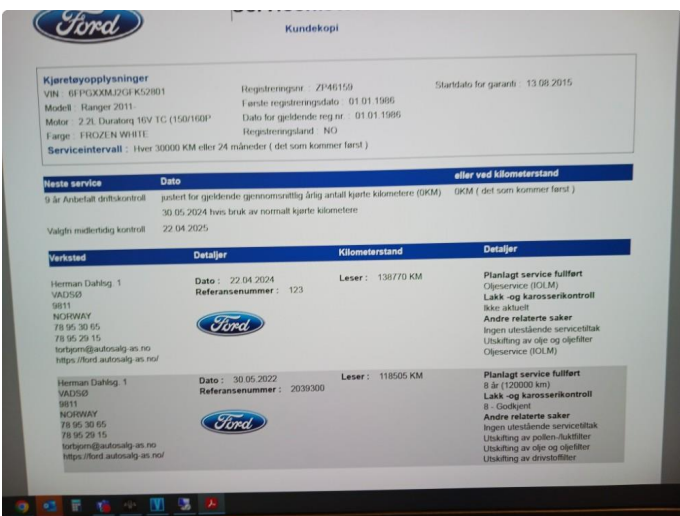 Ford
Kundekopi
Kjøretøyopplysninger
VIN : 6FPGXXMJ2GFK52801
Modell : Ranger 2011-
Motor : 2.2L Duratorq 16V TC (150/160P
Farge : FROZEN WHITE
Serviceintervall : Hver 30000 KM eller 24 måneder ( det som kommer først )
Registreringsnr : ZP46159
Første registreringsdato : 01.01.1986
Dato for gjeldende reg.nr. : 01.01.1986
Registreringsland : NO
Startdato for garanti : 13.08.2015
Neste service
Dato
eller ved kilometerstand
9 år Anbefalt driftskontroll
justert for gjeldende gjennomsnittlig årlig antall kjørte kilometere (0KM)
0KM ( det som kommer først )
30.05.2024 hvis bruk av normalt kjørte kilometere
Valgfri midlertidig kontroll
22.04.2025
Verksted
Detaljer
Kilometerstand
Detaljer
Herman Dahlsg. 1
VADSØ
9811
NORWAY
78 95 30 65
78 95 29 15
torbjorn@autosalg-as.no
https://ford.autosalg-as.no/
Dato : 22.04.2024
Referansenummer : 123
Ford
Leser : 138770 KM
Planlagt service fullført
Oljeservice (IOLM)
Lakk -og karosserikontroll
Ikke aktuelt
Andre relaterte saker
Ingen utestående servicetiltak
Utskifting av olje og oljefilter
Oljeservice (IOLM)
Herman Dahlsg. 1
VADSØ
9811
NORWAY
78 95 30 65
78 95 29 15
torbjorn@autosalg-as.no
https://ford.autosalg-as.no/
Dato : 30.05.2022
Referansenummer : 2039300
Ford
Leser : 118505 KM
Planlagt service fullført
8 år (120000 km)
Lakk -og karosserikontroll
8 - Godkjent
Andre relaterte saker
Ingen utestående servicetiltak
Utskifting av pollen-/luktfilter
Utskifting av olje og oljefilter
Utskifting av drivstoffilter